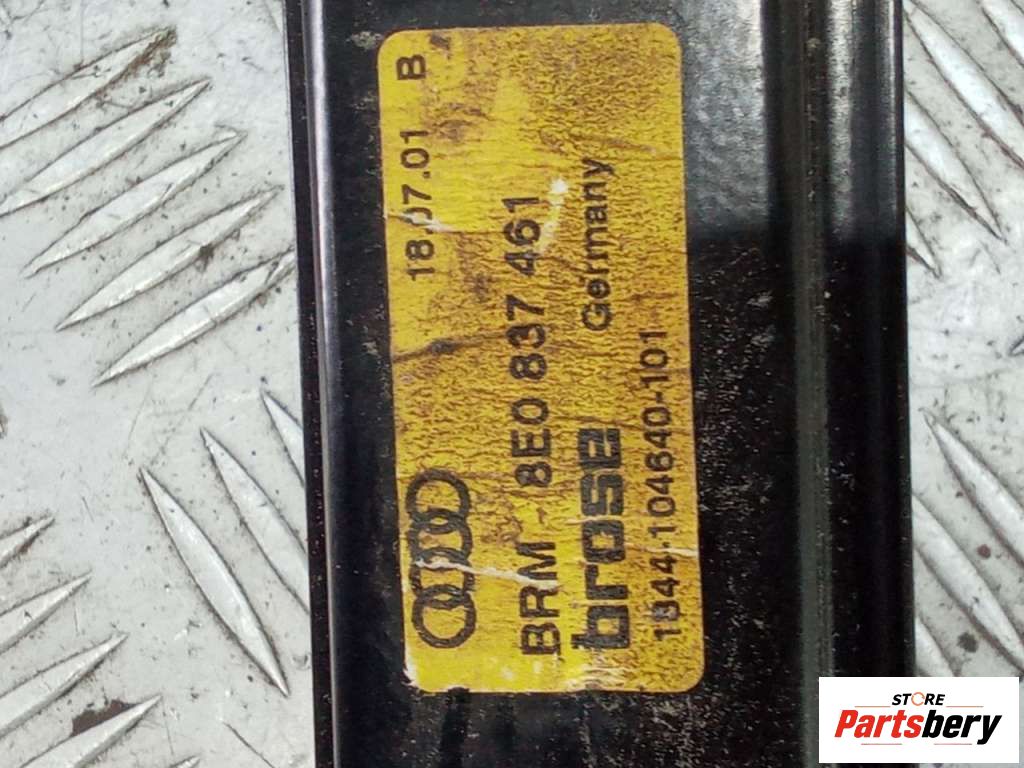 18.07.01 B
BRM - 8E0 837 461
brose Germany
1844.104640-101
STORE
Partsbery